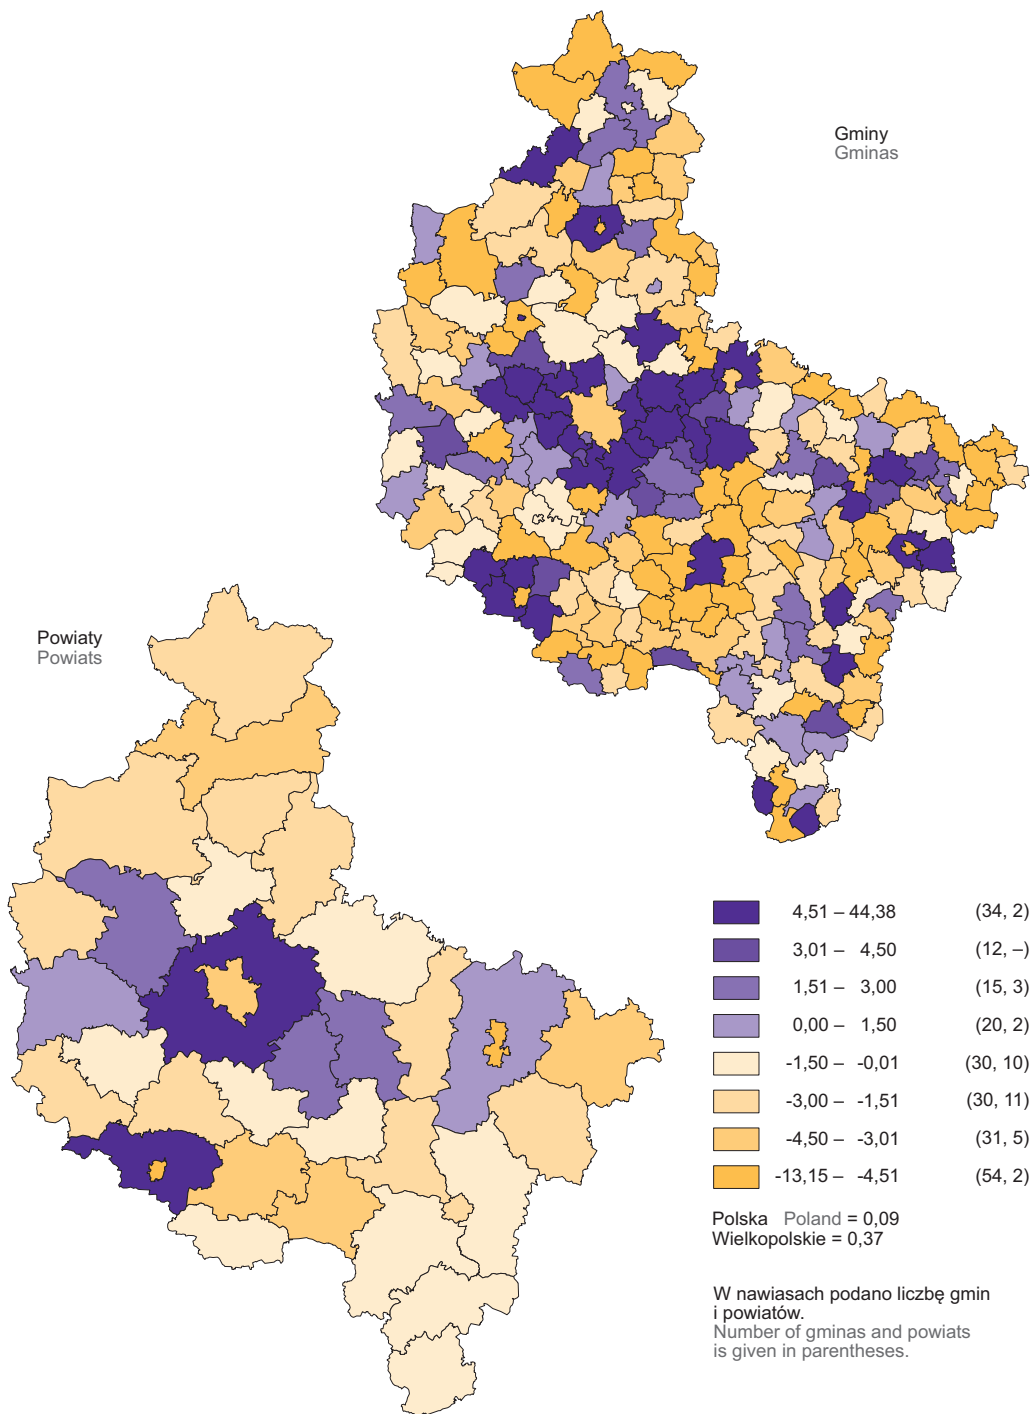 Gminy
Gminas
Powiaty
Powiats
4,51 – 44,38 (34, 2)
3,01 – 4,50 (12, –)
1,51 – 3,00 (15, 3)
0,00 – 1,50 (20, 2)
-1,50 – -0,01 (30, 10)
-3,00 – -1,51 (30, 11)
-4,50 – -3,01 (31, 5)
-13,15 – -4,51 (54, 2)
Polska Poland = 0,09
Wielkopolskie = 0,37
W nawiasach podano liczbę gmin
i powiatów.
Number of gminas and powiats
is given in parentheses.